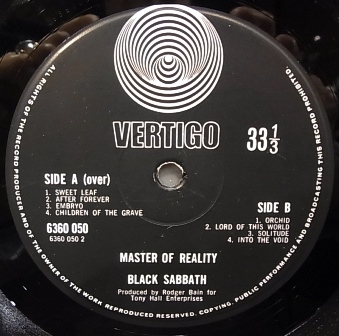 VERTIGO
33 1/3
SIDE A (over)
1. SWEET LEAF
2. AFTER FOREVER
3. EMBRYO
4. CHILDREN OF THE GRAVE
6360 050
6360 050 2
SIDE B
1. ORCHID
2. LORD OF THIS WORLD
3. SOLITUDE
4. INTO THE VOID
MASTER OF REALITY
BLACK SABBATH
Produced by Rodger Bain for
Tony Hall Enterprises
ALL RIGHTS OF THE RECORD PRODUCER AND OF THE OWNER OF THE WORK REPRODUCED RESERVED. COPYING, PUBLIC PERFORMANCE AND BROADCASTING THIS RECORD PROHIBITED